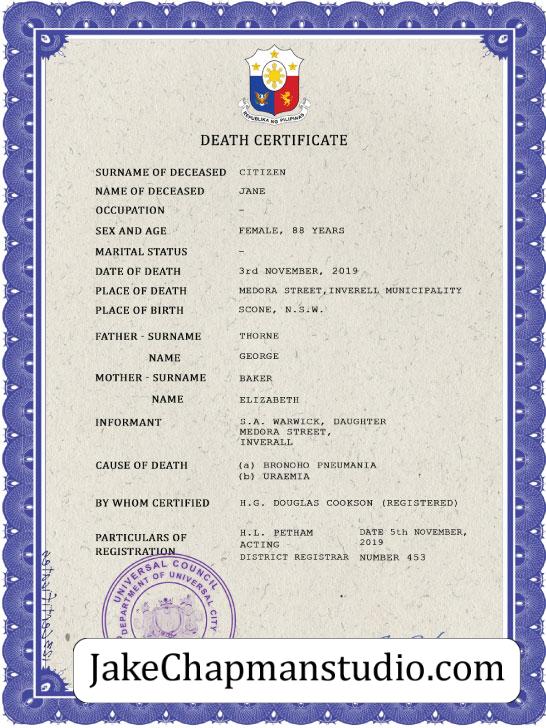 REPUBLIKA NG PILIPINAS
DEATH CERTIFICATE
SURNAME OF DECEASED CITIZEN
NAME OF DECEASED JANE
OCCUPATION –
SEX AND AGE FEMALE, 88 YEARS
MARITAL STATUS –
DATE OF DEATH 3rd NOVEMBER, 2019
PLACE OF DEATH MEDORA STREET,INVERELL MUNICIPALITY
PLACE OF BIRTH SCONE, N.S.W.
FATHER - SURNAME THORNE
NAME GEORGE
MOTHER - SURNAME BAKER
NAME ELIZABETH
INFORMANT S.A. WARWICK, DAUGHTER
MEDORA STREET,
INVERALL
CAUSE OF DEATH (a) BRONOHO PNEUMANIA
(b) URAEMIA
BY WHOM CERTIFIED H.G. DOUGLAS COOKSON (REGISTERED)
PARTICULARS OF REGISTRATION
H.L. PETHAM
ACTING
DISTRICT REGISTRAR
DATE 5th NOVEMBER,
2019
NUMBER 453
UNIVERSAL COUNCIL
DEPARTMENT OF UNIVERSAL CITY
JakeChapmanstudio.com